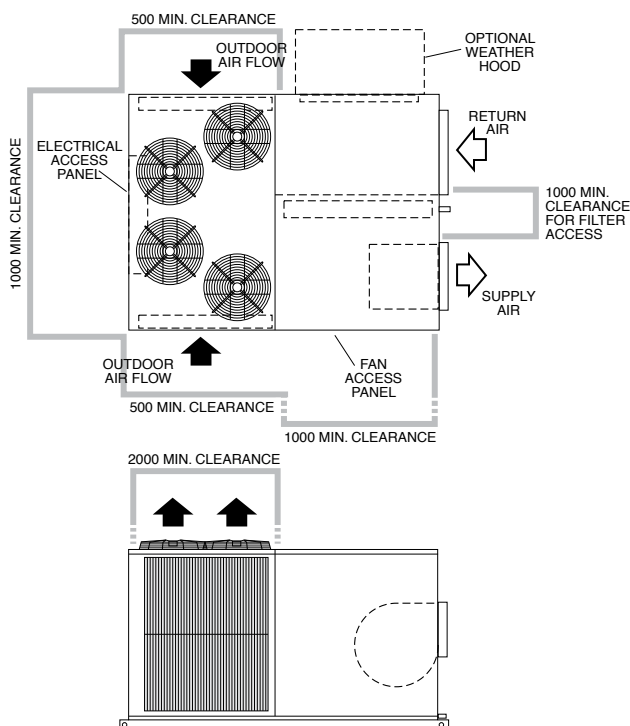 500 MIN. CLEARANCE
OUTDOOR
AIR FLOW
OPTIONAL
WEATHER
HOOD
RETURN
AIR
ELECTRICAL
ACCESS
PANEL
1000 MIN. CLEARANCE
1000 MIN.
CLEARANCE
FOR FILTER
ACCESS
SUPPLY
AIR
OUTDOOR
AIR FLOW
FAN
ACCESS
PANEL
500 MIN. CLEARANCE
1000 MIN. CLEARANCE
2000 MIN. CLEARANCE